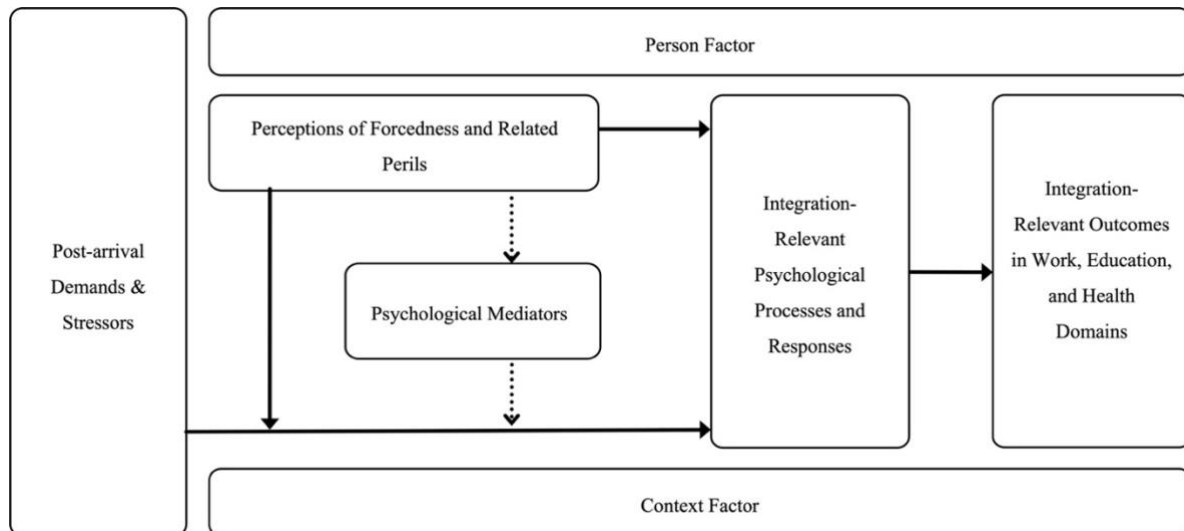 Person Factor
Perceptions of Forcedness and Related
Perils
Post-arrival
Demands &
Stressors
Psychological Mediators
Integration-
Relevant
Psychological
Processes and
Responses
Integration-
Relevant Outcomes
in Work, Education,
and Health
Domains
Context Factor